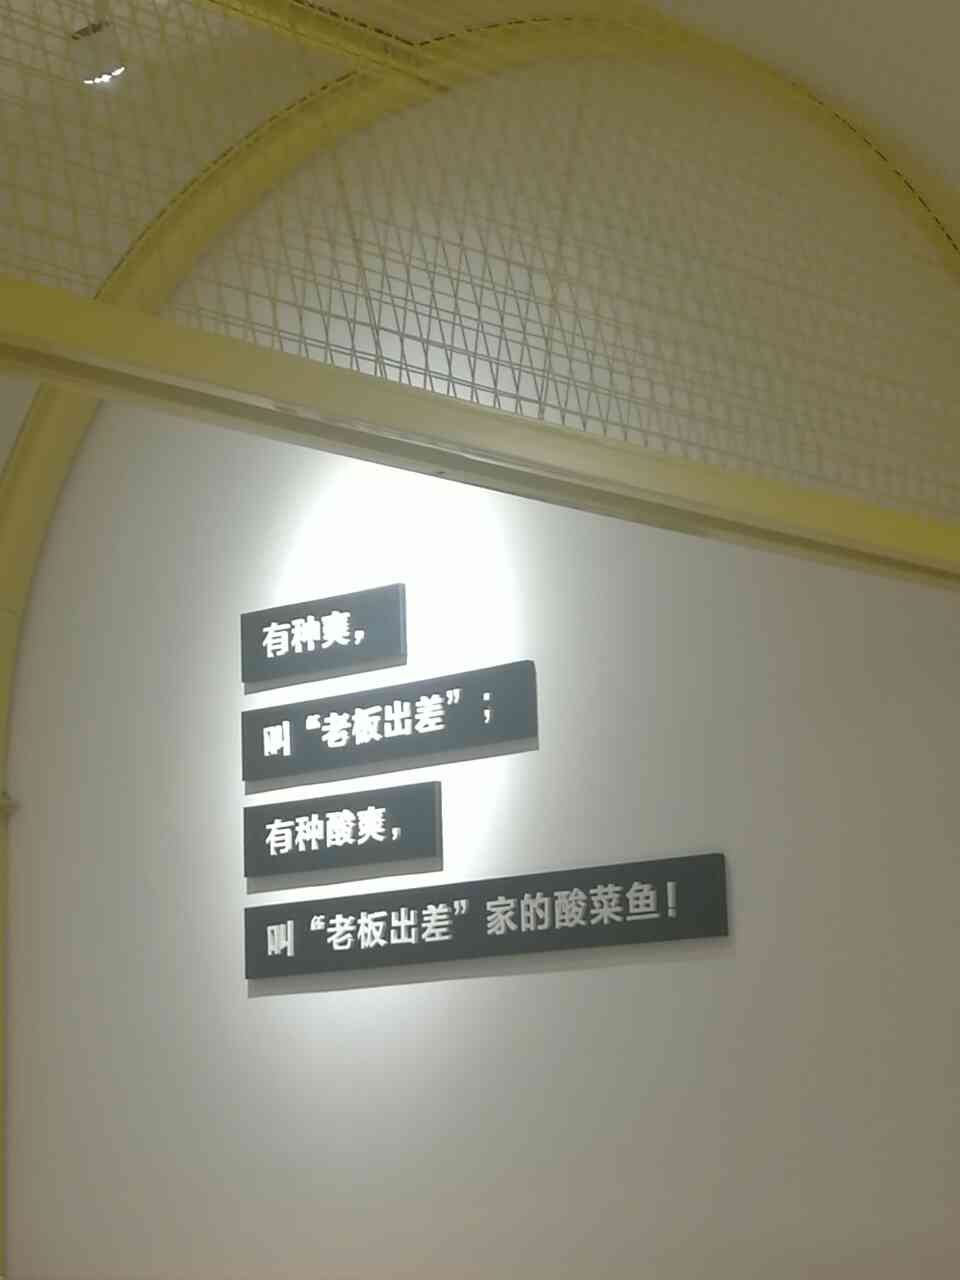 有种爽，
叫“老板出差”；
有种酸爽，
叫“老板出差”家的酸菜鱼！